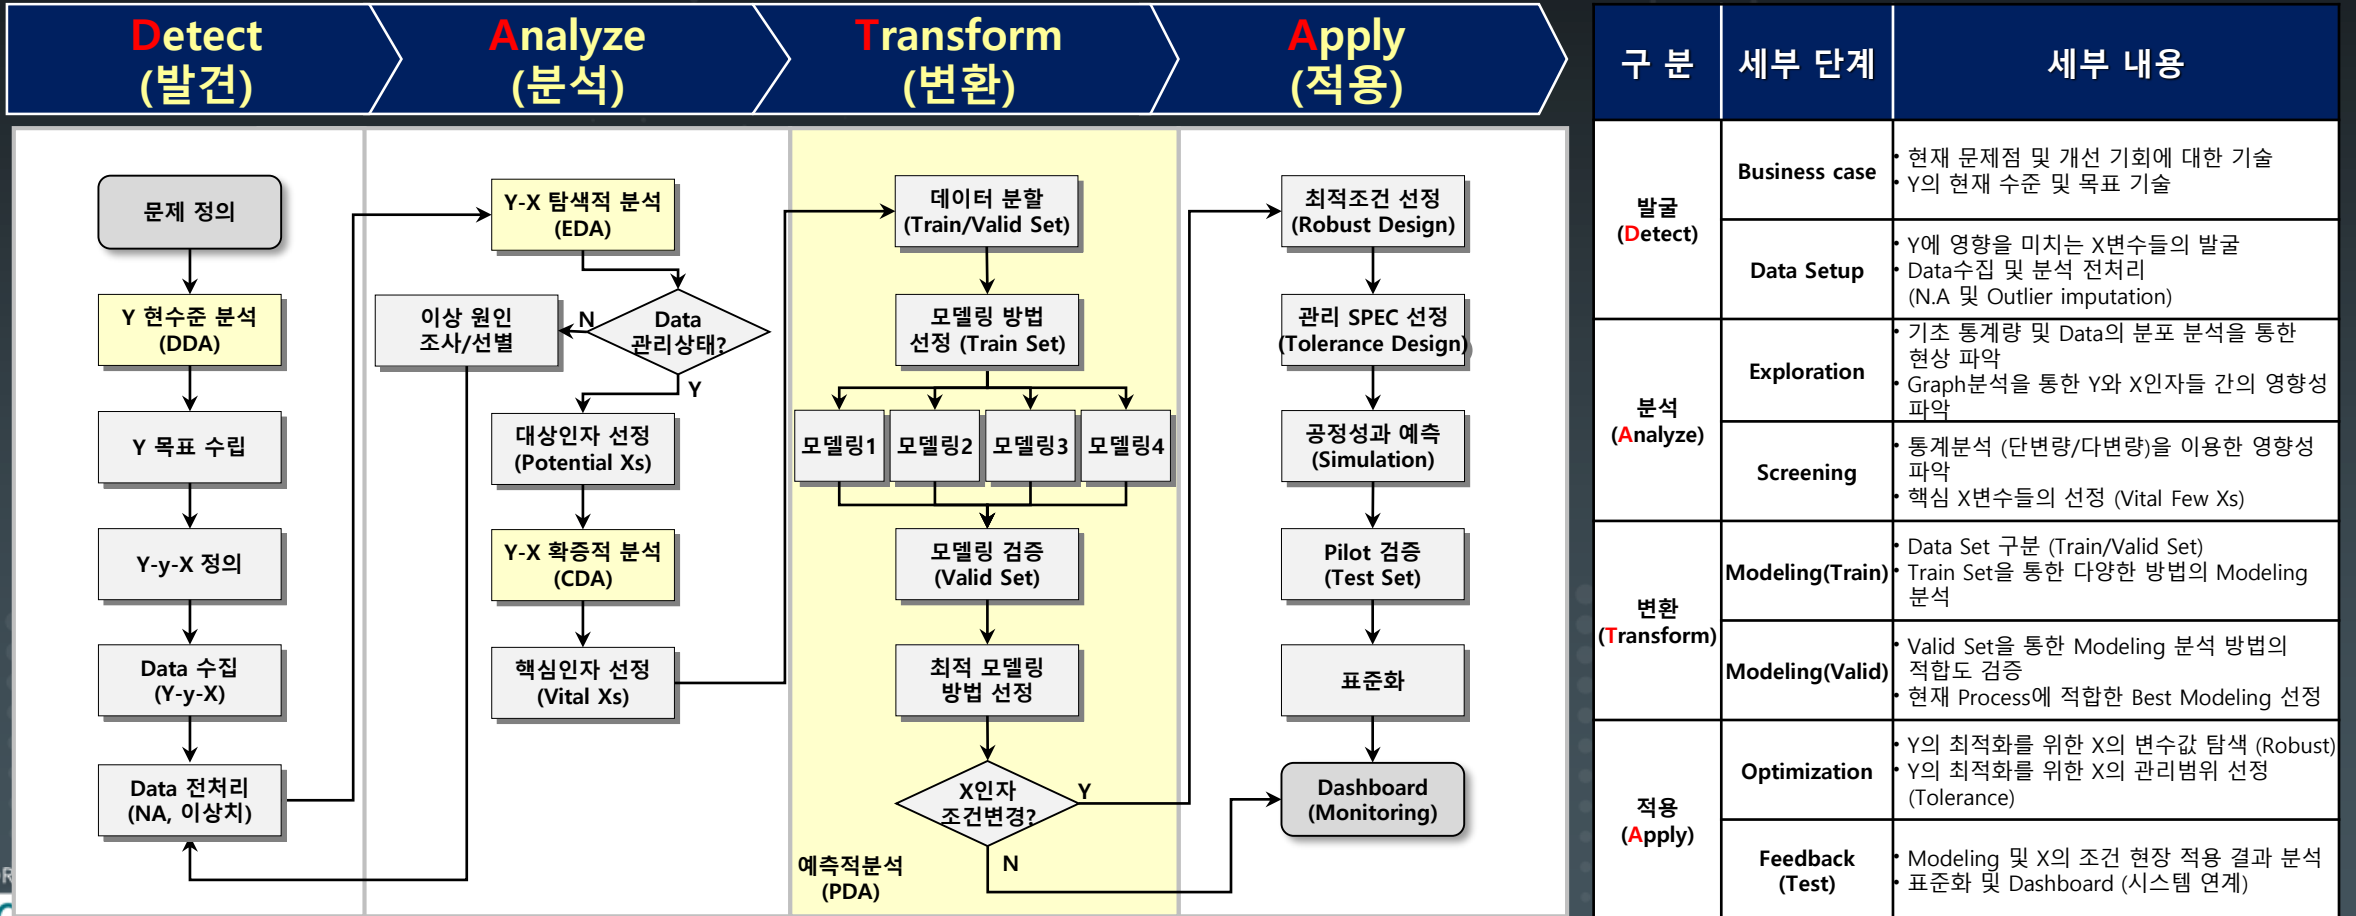 Detect
(발견)
Analyze
(분석)
Transform
(변환)
Apply
(적용)
문제 정의
Y 현수준 분석
(DDA)
Y 목표 수립
Y-y-X 정의
Data 수집
(Y-y-X)
Data 전처리
(NA, 이상치)
Y-X 탐색적 분석
(EDA)
Data
관리상태?
N
Y
이상 원인
조사/선별
대상인자 선정
(Potential Xs)
Y-X 확증적 분석
(CDA)
핵심인자 선정
(Vital Xs)
데이터 분할
(Train/Valid Set)
모델링 방법
선정 (Train Set)
모델링1
모델링2
모델링3
모델링4
모델링 검증
(Valid Set)
최적 모델링
방법 선정
X인자
조건변경?
Y
N
예측적분석
(PDA)
최적조건 선정
(Robust Design)
관리 SPEC 선정
(Tolerance Design)
공정성과 예측
(Simulation)
Pilot 검증
(Test Set)
표준화
Dashboard
(Monitoring)
구 분
세부 단계
세부 내용
발굴
(Detect)
Business case
• 현재 문제점 및 개선 기회에 대한 기술
• Y의 현재 수준 및 목표 기술
Data Setup
• Y에 영향을 미치는 X변수들의 발굴
• Data수집 및 분석 전처리
(N.A 및 Outlier imputation)
분석
(Analyze)
Exploration
• 기초 통계량 및 Data의 분포 분석을 통한
현상 파악
• Graph분석을 통한 Y와 X인자들 간의 영향성
파악
Screening
• 통계분석 (단변량/다변량)을 이용한 영향성
파악
• 핵심 X변수들의 선정 (Vital Few Xs)
변환
(Transform)
Modeling(Train)
• Data Set 구분 (Train/Valid Set)
• Train Set을 통한 다양한 방법의 Modeling
분석
Modeling(Valid)
• Valid Set을 통한 Modeling 분석 방법의
적합도 검증
• 현재 Process에 적합한 Best Modeling 선정
적용
(Apply)
Optimization
• Y의 최적화를 위한 X의 변수값 탐색 (Robust)
• Y의 최적화를 위한 X의 관리범위 선정
(Tolerance)
Feedback
(Test)
• Modeling 및 X의 조건 현장 적용 결과 분석
• 표준화 및 Dashboard (시스템 연계)